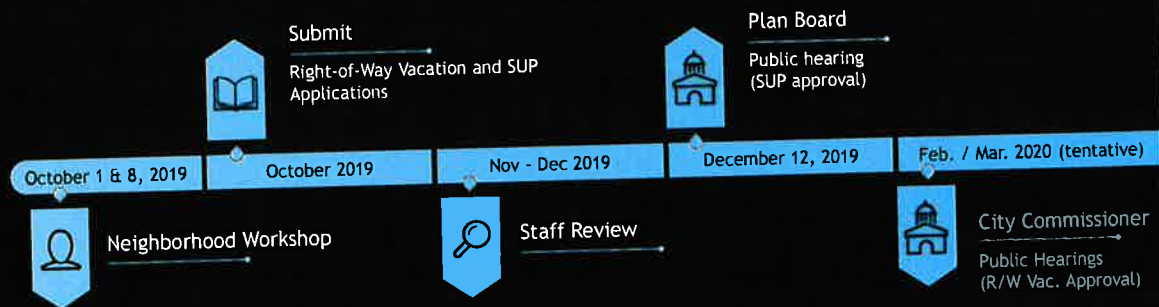 Submit
Right-of-Way Vacation and SUP
Applications
Plan Board
Public hearing
(SUP approval)
October 1 & 8, 2019
October 2019
Nov - Dec 2019
December 12, 2019
Feb. / Mar. 2020 (tentative)
Neighborhood Workshop
Staff Review
City Commissioner
Public Hearings
(R/W Vac. Approval)